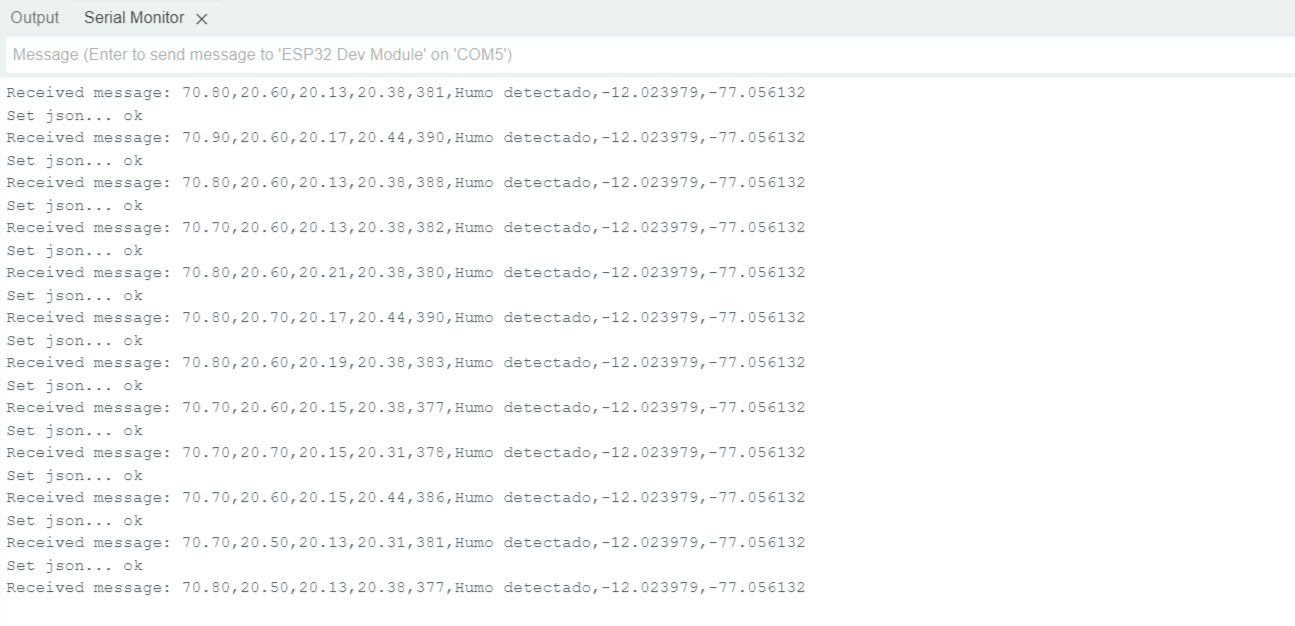 Output Serial Monitor ×
Message (Enter to send message to 'ESP32 Dev Module' on 'COM5')
Received message: 70.80,20.60,20.13,20.38,381,Humo detectado,-12.023979,-77.056132
Set json... ok
Received message: 70.90,20.60,20.17,20.44,390,Humo detectado,-12.023979,-77.056132
Set json... ok
Received message: 70.80,20.60,20.13,20.38,388,Humo detectado,-12.023979,-77.056132
Set json... ok
Received message: 70.70,20.60,20.13,20.38,382,Humo detectado,-12.023979,-77.056132
Set json... ok
Received message: 70.80,20.60,20.21,20.38,380,Humo detectado,-12.023979,-77.056132
Set json... ok
Received message: 70.80,20.70,20.17,20.44,390,Humo detectado,-12.023979,-77.056132
Set json... ok
Received message: 70.80,20.60,20.19,20.38,383,Humo detectado,-12.023979,-77.056132
Set json... ok
Received message: 70.70,20.60,20.15,20.38,377,Humo detectado,-12.023979,-77.056132
Set json... ok
Received message: 70.70,20.70,20.15,20.31,378,Humo detectado,-12.023979,-77.056132
Set json... ok
Received message: 70.70,20.60,20.15,20.44,386,Humo detectado,-12.023979,-77.056132
Set json... ok
Received message: 70.70,20.50,20.13,20.31,381,Humo detectado,-12.023979,-77.056132
Set json... ok
Received message: 70.80,20.50,20.13,20.38,377,Humo detectado,-12.023979,-77.056132